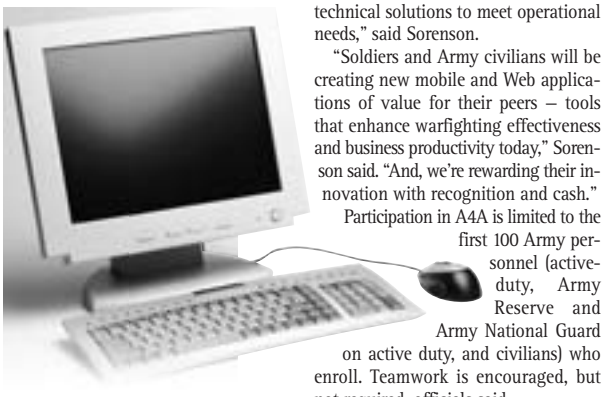 technical solutions to meet operational
needs,” said Sorenson.
“Soldiers and Army civilians will be
creating new mobile and Web applica-
tions of value for their peers — tools
that enhance warfighting effectiveness
and business productivity today,” Soren-
son said. “And, we’re rewarding their in-
novation with recognition and cash.”
Participation in A4A is limited to the
first 100 Army per-
sonnel (active-
duty, Army
Reserve and
Army National Guard
on active duty, and civilians) who
enroll. Teamwork is encouraged, but
not required, officials said.